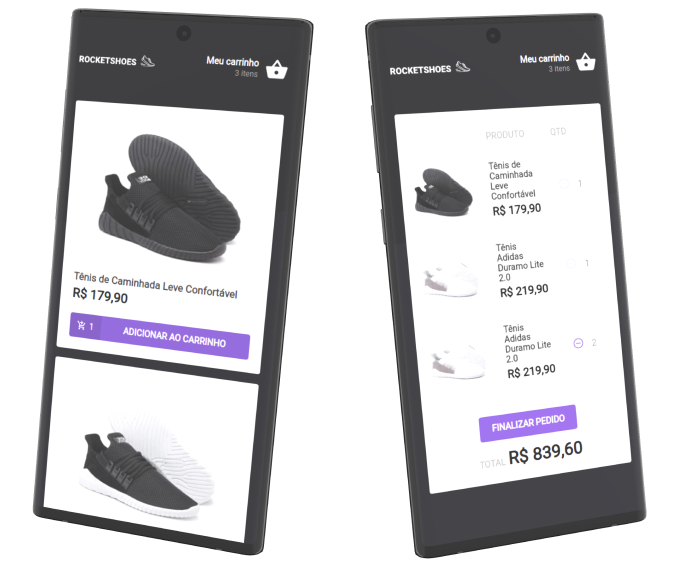 ROCKETSHOES
Meu carrinho
3 itens
Tênis de Caminhada Leve Confortável
R$ 179,90
1
ADICIONAR AO CARRINHO
ROCKETSHOES
Meu carrinho
3 itens
PRODUTO
QTD
Tênis de
Caminhada
Leve
Confortável
R$ 179,90
1
Tênis
Adidas
Duramo Lite
2.0
R$ 219,90
1
Tênis
Adidas
Duramo Lite
2.0
R$ 219,90
2
FINALIZAR PEDIDO
TOTAL R$ 839,60